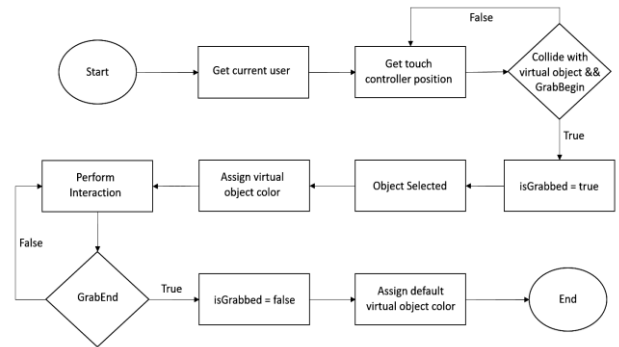 False
Start
Get current user
Get touch
controller position
Collide with
virtual object &&
GrabBegin
True
Perform
Interaction
Assign virtual
object color
Object Selected
isGrabbed = true
False
GrabEnd
True
isGrabbed = false
Assign default
virtual object color
End